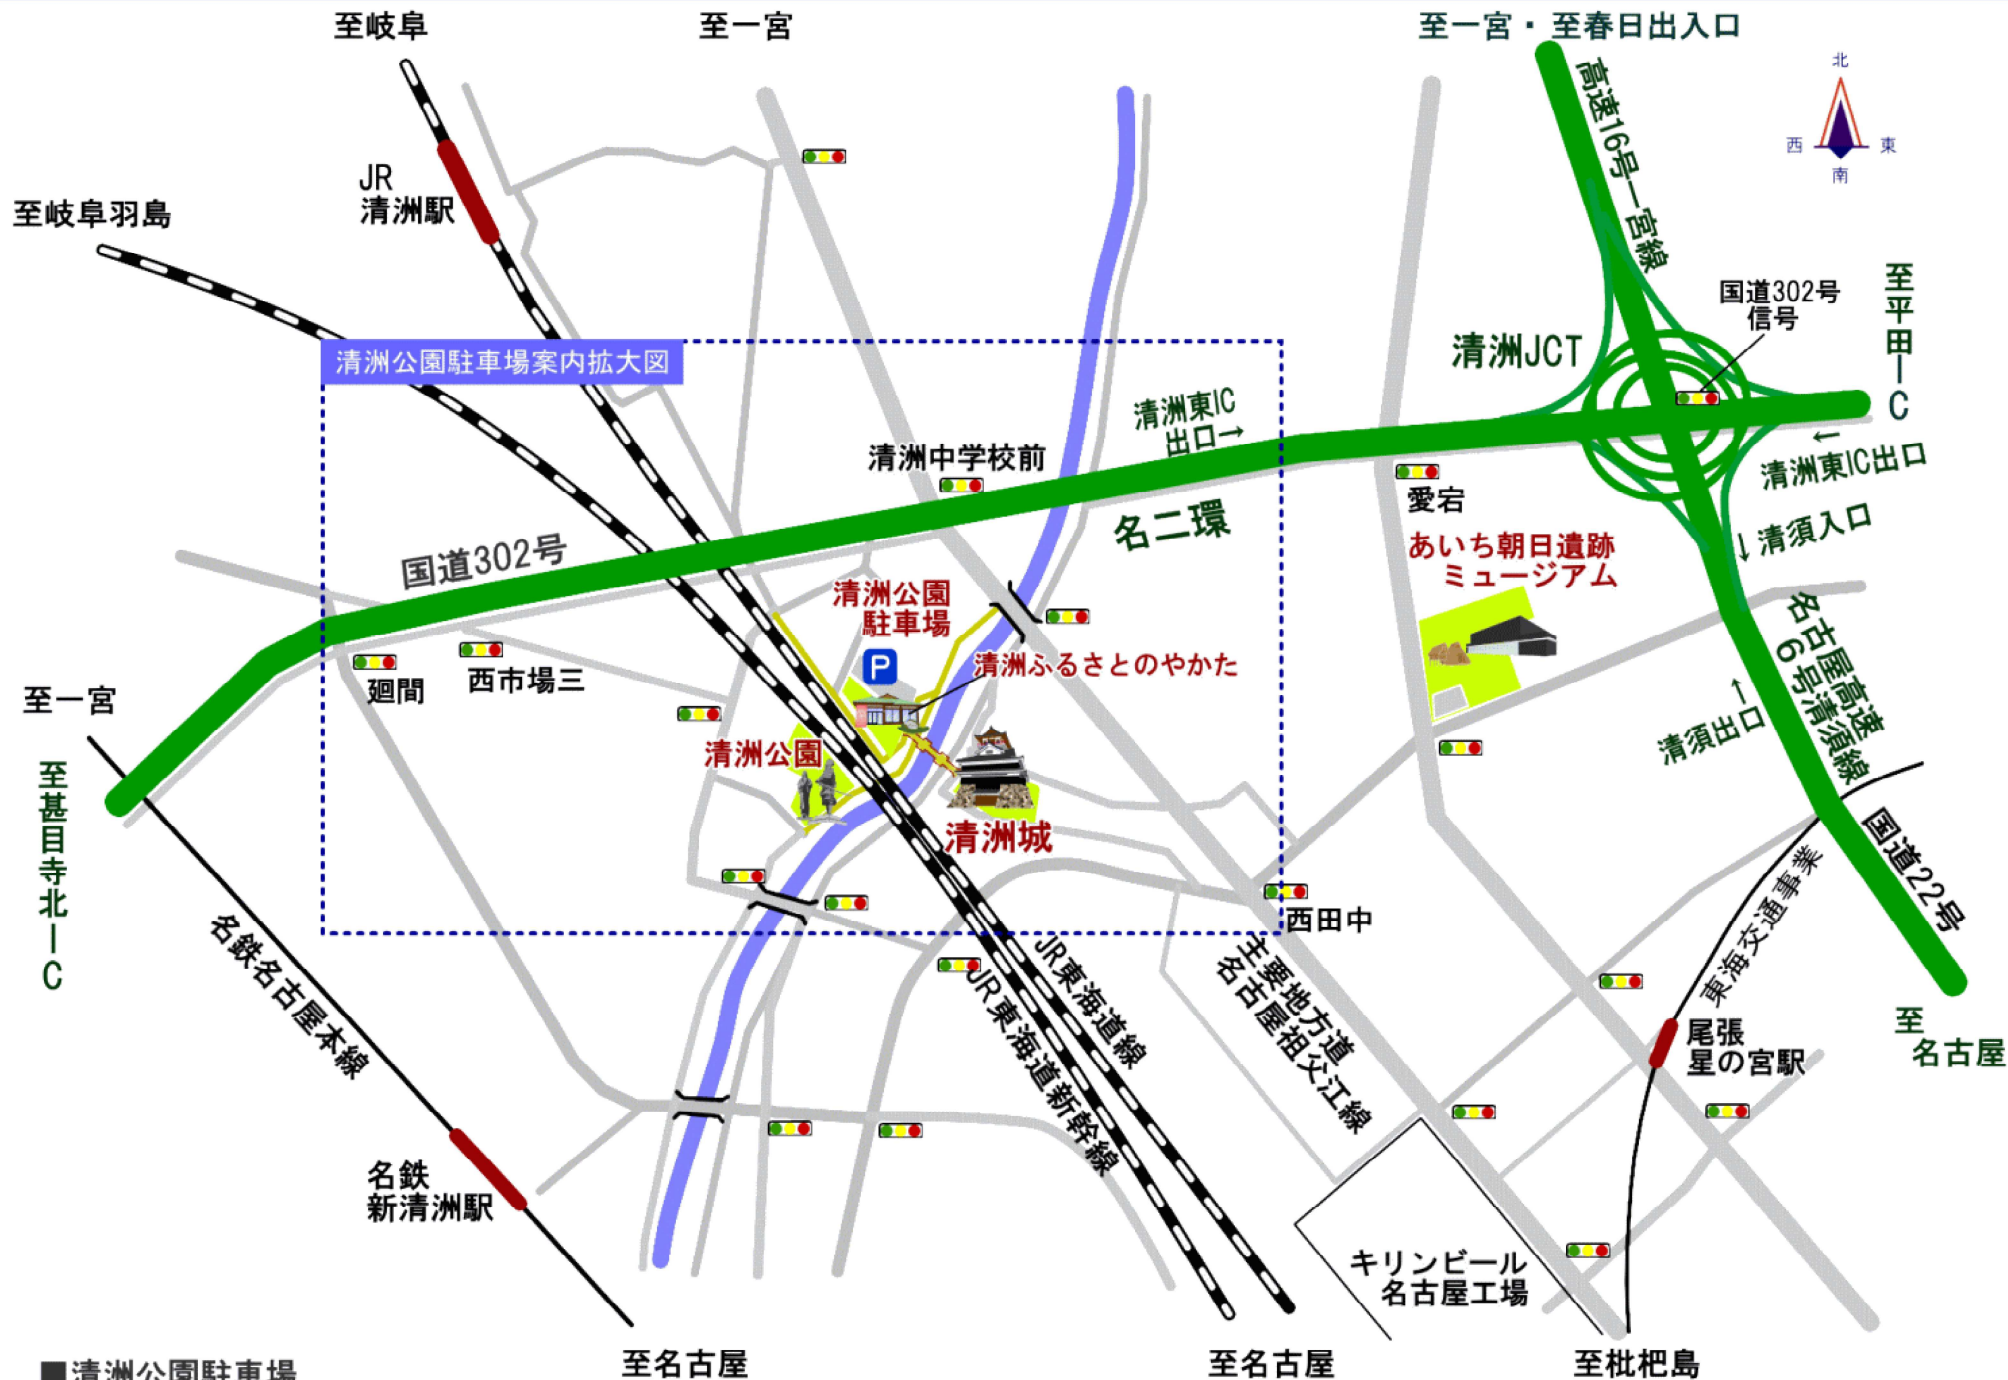 至岐阜
至一宮
至一宮・至春日出入口
北
西
東
南
高速16号一宮線
JR
清洲駅
至岐阜羽島
国道302号
信号
至平田IC
清洲JCT
清洲公園駐車場案内拡大図
清洲東IC
出口→
清洲中学校前
←
清洲東IC出口
愛宕
名二環
国道302号
↓清須入口
あいち朝日遺跡
ミュージアム
清洲公園
駐車場
P
清洲ふるさとのやかた
名古屋高速
6号清須線
廻間
西市場三
至一宮
清洲公園
↑
清須出口
至甚目寺北IC
清洲城
国道22号
東海交通事業
西田中
名鉄名古屋本線
JR東海道線
JR東海道新幹線
主要地方道
名古屋祖父江線
至
名古屋
尾張
星の宮駅
名鉄
新清洲駅
キリンビール
名古屋工場
至名古屋
至名古屋
至枇杷島
■清洲公園駐車場